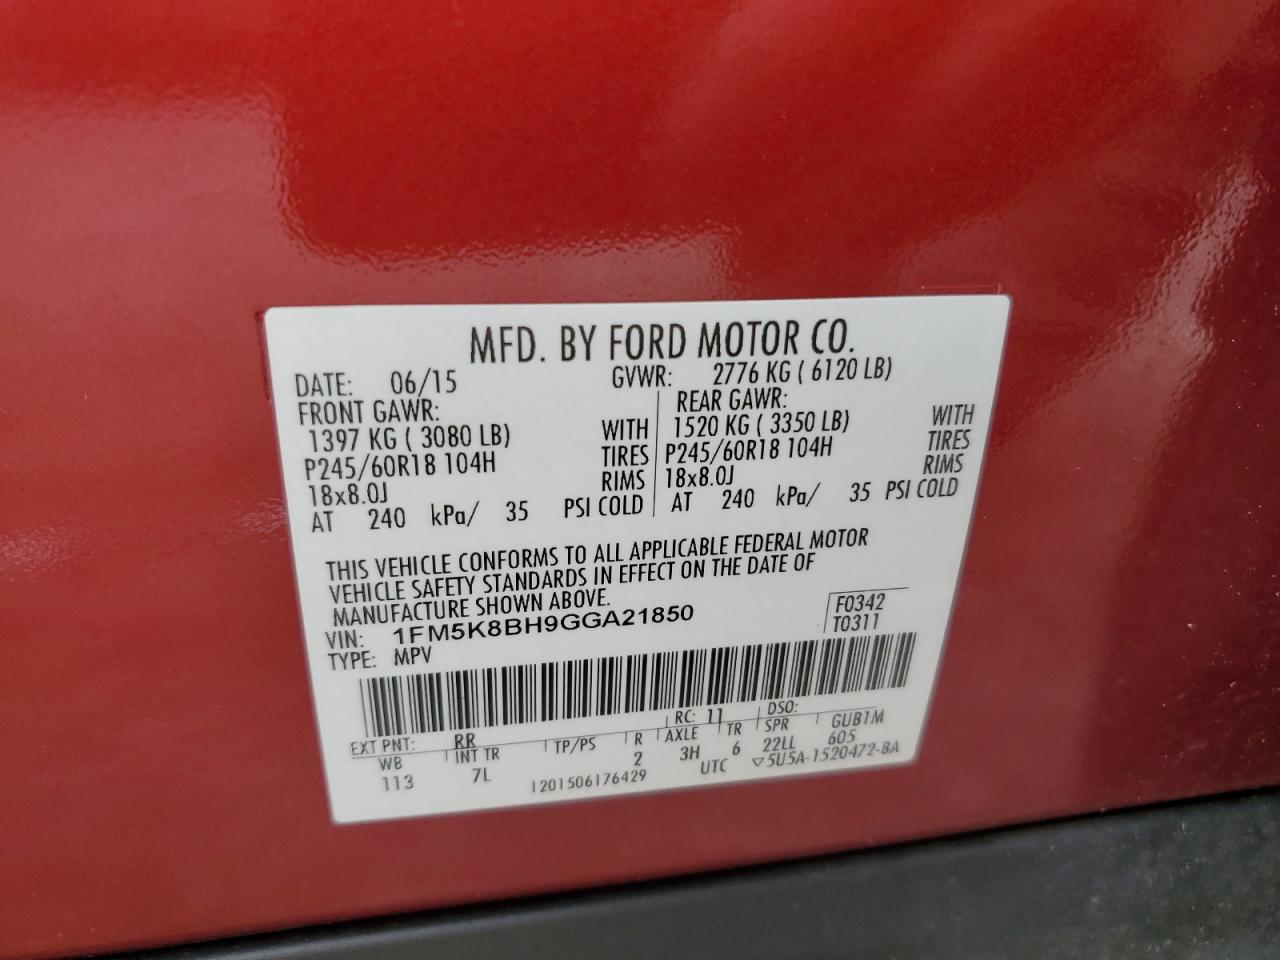 MFD. BY FORD MOTOR CO.
DATE: 06/15 GVWR: 2776 KG ( 6120 LB)
FRONT GAWR: REAR GAWR:
1397 KG ( 3080 LB) WITH 1520 KG ( 3350 LB) WITH
P245/60R18 104H TIRES P245/60R18 104H TIRES
18x8.0J RIMS 18x8.0J RIMS
AT 240 kPa/ 35 PSI COLD AT 240 kPa/ 35 PSI COLD
THIS VEHICLE CONFORMS TO ALL APPLICABLE FEDERAL MOTOR
VEHICLE SAFETY STANDARDS IN EFFECT ON THE DATE OF
MANUFACTURE SHOWN ABOVE.
VIN: 1FM5K8BH9GGA21850 F0342
TYPE: MPV T0311
EXT PNT: RR RC: 11 DSO:
WB INT TR TP/PS R AXLE TR SPR GUB1M
113 7L 2 3H 6 22LL 605
1201506176429 UTC ▽5U5A-1520472-BA